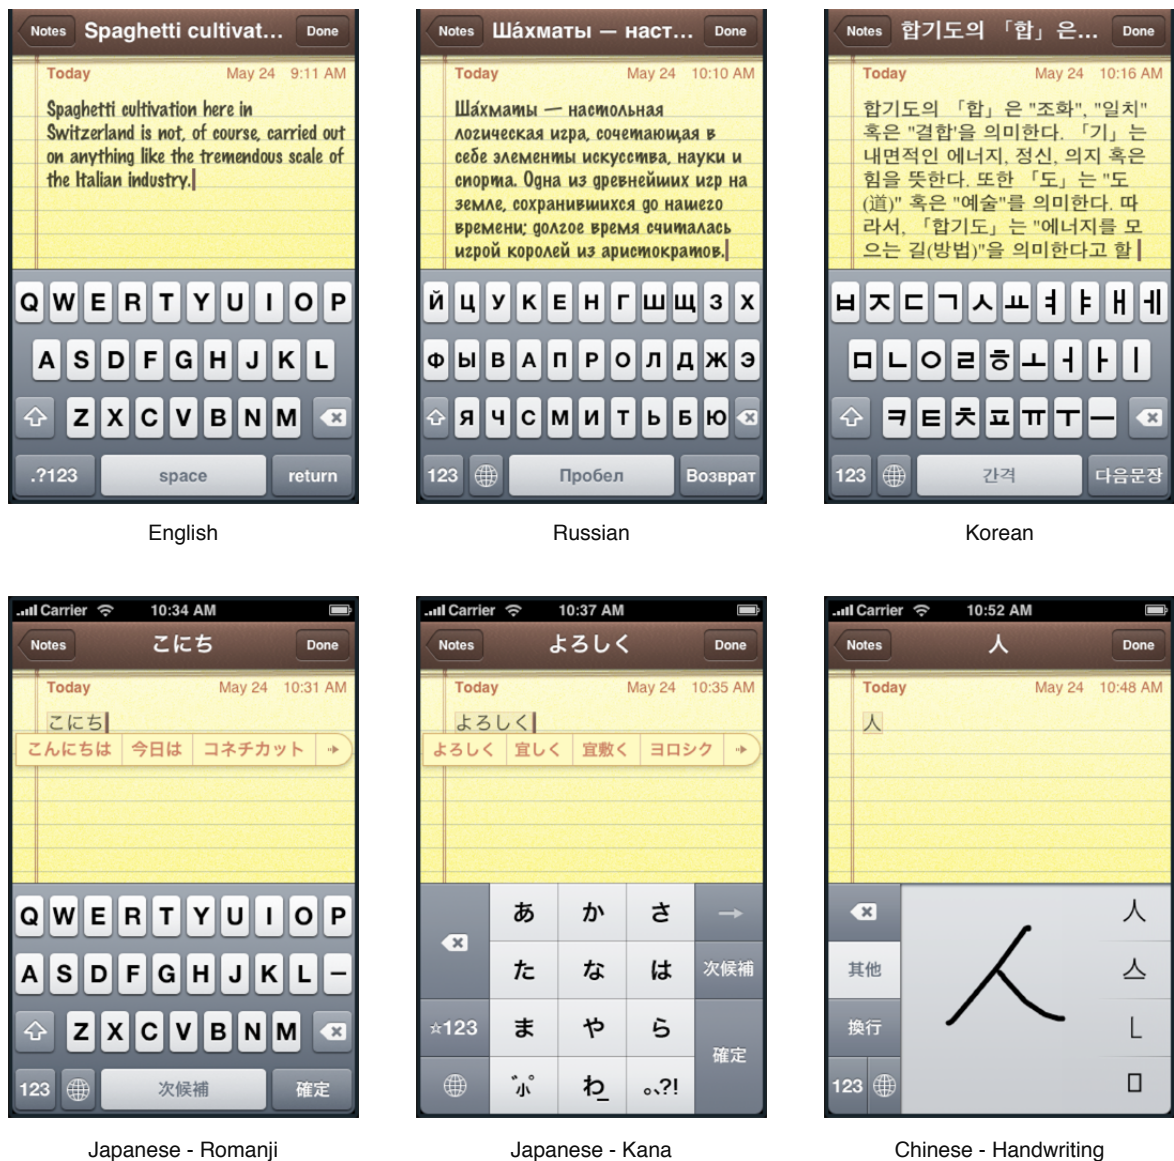 Notes Spaghetti cultivat... Done
Today May 24 9:11 AM
Spaghetti cultivation here in
Switzerland is not, of course, carried out
on anything like the tremendous scale of
the Italian industry.
Q W E R T Y U I O P
A S D F G H J K L
Z X C V B N M
.?123 space return
English
Notes Ша́хматы — наст... Done
Today May 24 10:10 AM
Ша́хматы — настольная
логическая игра, сочетающая в
себе элементы искусства, науки и
спорта. Одна из древнейших игр на
земле, сохранившихся до нашего
времени; долгое время считалась
игрой королей из аристократов.
Й Ц У К Е Н Г Ш Щ З Х
Ф Ы В А П Р О Л Д Ж Э
Я Ч С М И Т Ь Б Ю
123 Пробел Возврат
Russian
Notes 합기도의 「합」은... Done
Today May 24 10:16 AM
합기도의 「합」은 "조화", "일치"
혹은 "결합'을 의미한다. 「기」는
내면적인 에너지, 정신, 의지 혹은
힘을 뜻한다. 또한 「도」는 "도
(道)" 혹은 "예술"를 의미한다. 따
라서, 「합기도」는 "에너지를 모
으는 길(방법)"을 의미한다고 할
ㅂ ㅈ ㄷ ㄱ ㅅ ㅛ ㅕ ㅑ ㅐ ㅔ
ㅁ ㄴ ㅇ ㄹ ㅎ ㅗ ㅓ ㅏ ㅣ
ㅋ ㅌ ㅊ ㅍ ㅠ ㅜ ㅡ
123 간격 다음문장
Korean
Carrier 10:34 AM
Notes こにち Done
Today May 24 10:31 AM
こにち
こんにちは 今日は コネチカット
Q W E R T Y U I O P
A S D F G H J K L ー
Z X C V B N M
123 次候補 確定
Japanese - Romanji
Carrier 10:37 AM
Notes よろしく Done
Today May 24 10:35 AM
よろしく
よろしく 宜しく 宜敷く ヨロシク
あ か さ →
た な は 次候補
☆123 ま や ら 確定
゛゜小 わ 。、?!
Japanese - Kana
Carrier 10:52 AM
Notes 人 Done
Today May 24 10:48 AM
人
人
人
其他 亼
換行 乚
123 口
Chinese - Handwriting